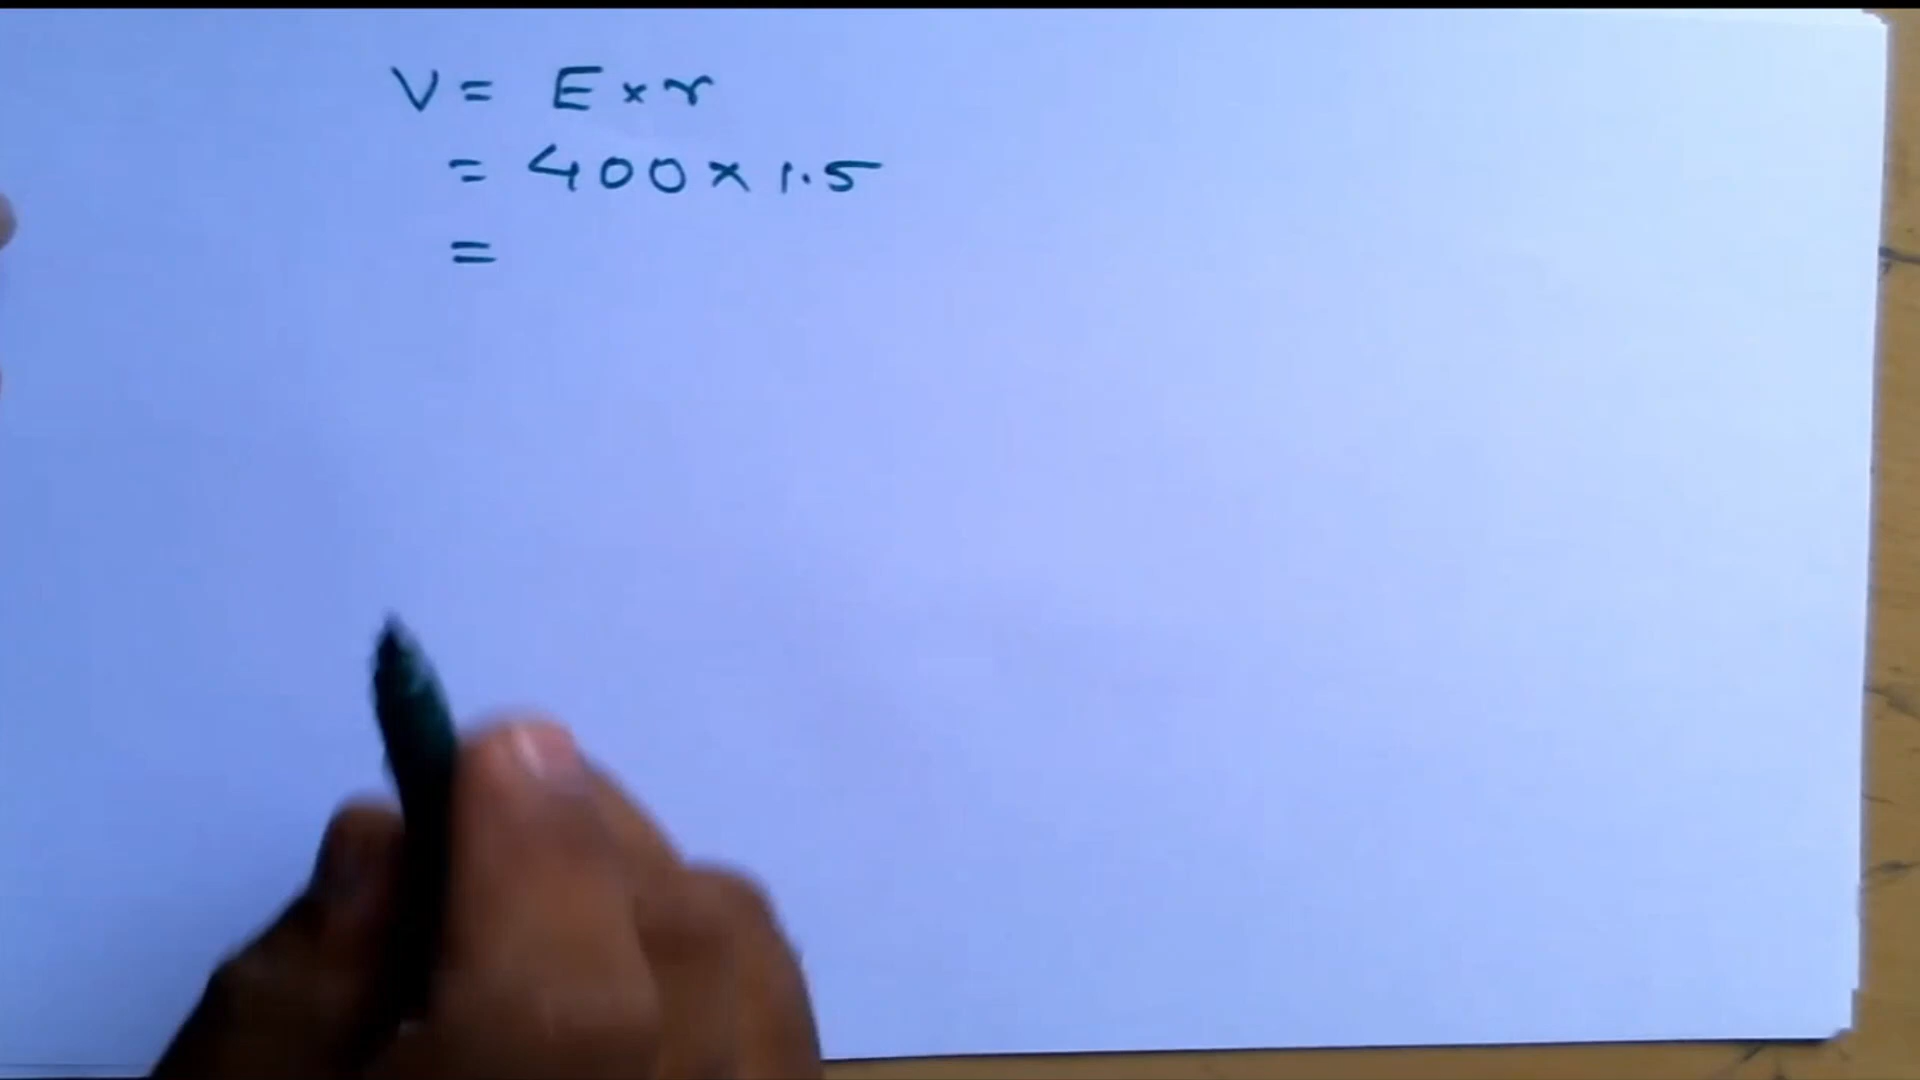 V = E × r
= 400 × 1.5
=